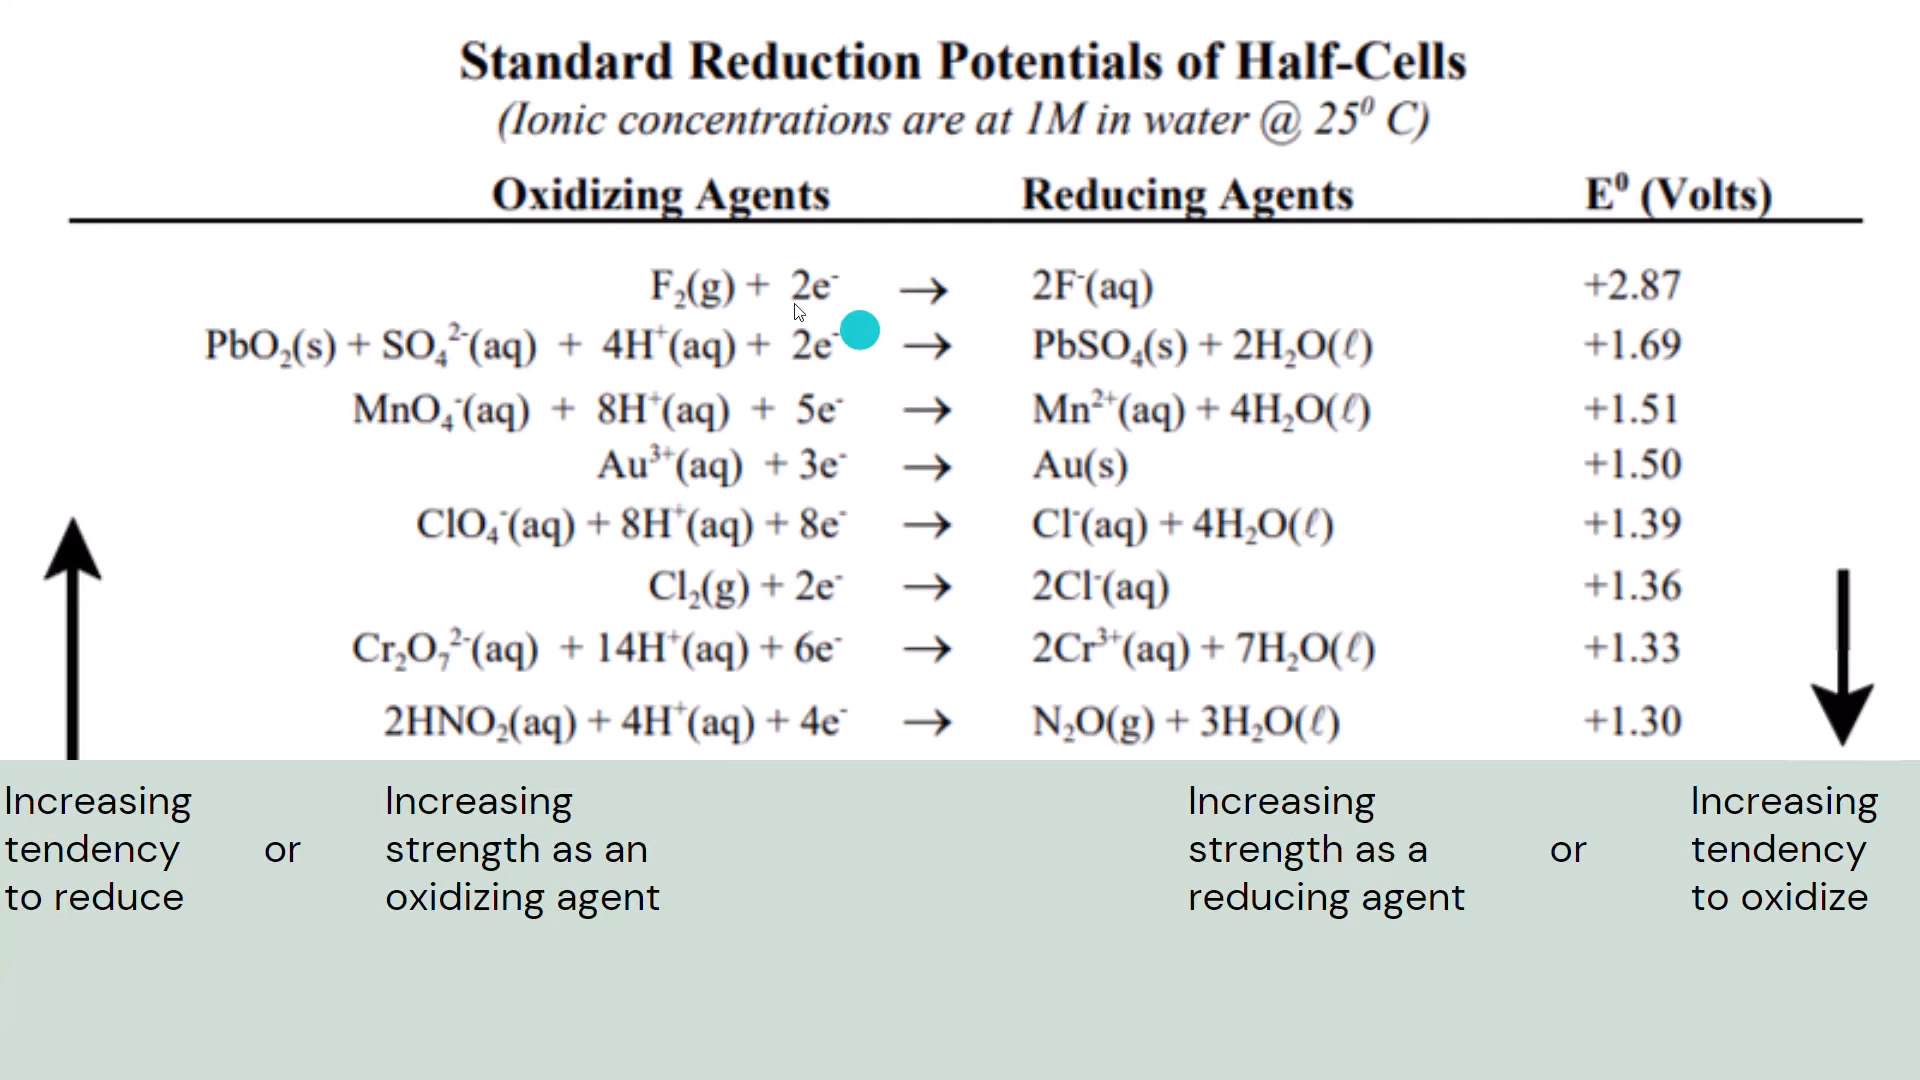 Standard Reduction Potentials of Half-Cells
(Ionic concentrations are at 1M in water @ 25⁰ C)
Oxidizing Agents Reducing Agents E⁰ (Volts)
F₂(g) + 2e⁻ → 2F⁻(aq) +2.87
PbO₂(s) + SO₄²⁻(aq) + 4H⁺(aq) + 2e⁻ → PbSO₄(s) + 2H₂O(ℓ) +1.69
MnO₄⁻(aq) + 8H⁺(aq) + 5e⁻ → Mn²⁺(aq) + 4H₂O(ℓ) +1.51
Au³⁺(aq) + 3e⁻ → Au(s) +1.50
ClO₄⁻(aq) + 8H⁺(aq) + 8e⁻ → Cl⁻(aq) + 4H₂O(ℓ) +1.39
Cl₂(g) + 2e⁻ → 2Cl⁻(aq) +1.36
Cr₂O₇²⁻(aq) + 14H⁺(aq) + 6e⁻ → 2Cr³⁺(aq) + 7H₂O(ℓ) +1.33
2HNO₂(aq) + 4H⁺(aq) + 4e⁻ → N₂O(g) + 3H₂O(ℓ) +1.30
Increasing
tendency
to reduce
or
Increasing
strength as an
oxidizing agent
Increasing
strength as a
reducing agent
or
Increasing
tendency
to oxidize